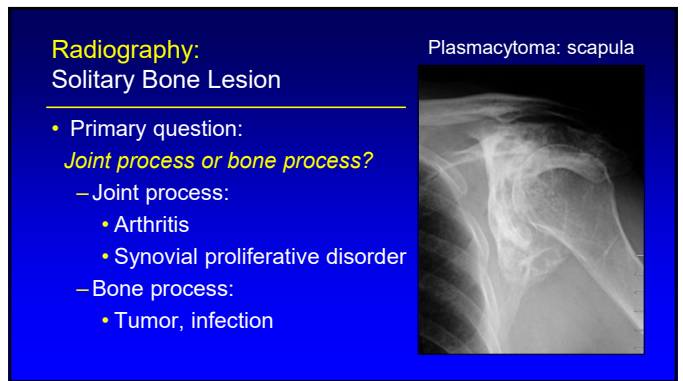 Radiography:
Solitary Bone Lesion
• Primary question:
Joint process or bone process?
–Joint process:
• Arthritis
• Synovial proliferative disorder
–Bone process:
• Tumor, infection
Plasmacytoma: scapula